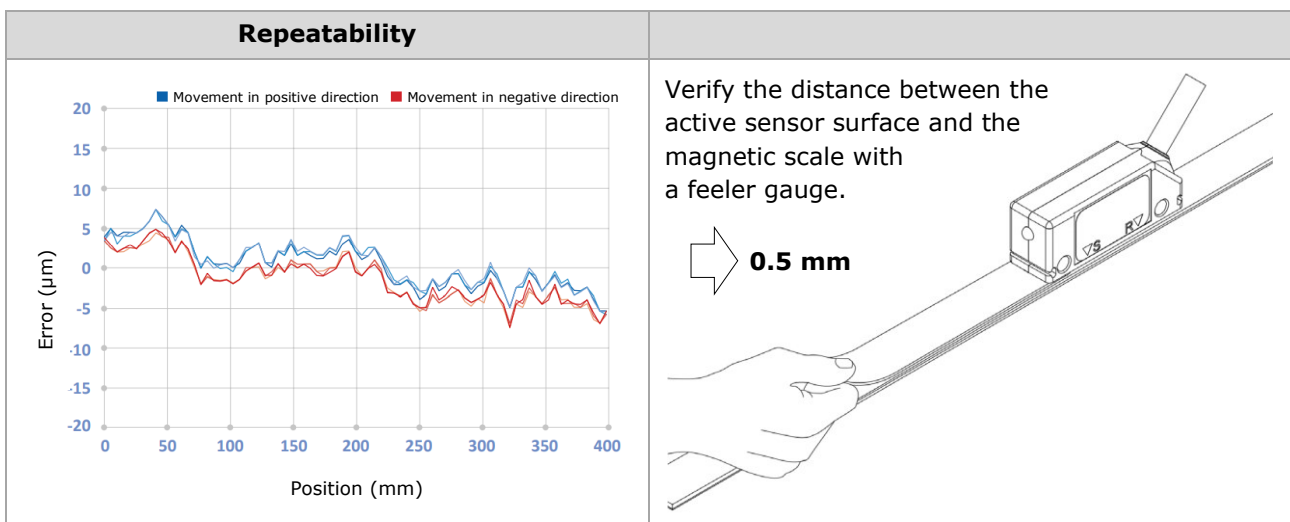 Repeatability
Movement in positive direction Movement in negative direction
20
15
10
5
0
-5
-10
-15
-20
Error (µm)
0 50 100 150 200 250 300 350 400
Position (mm)
Verify the distance between the
active sensor surface and the
magnetic scale with
a feeler gauge.
0.5 mm
S
R
S